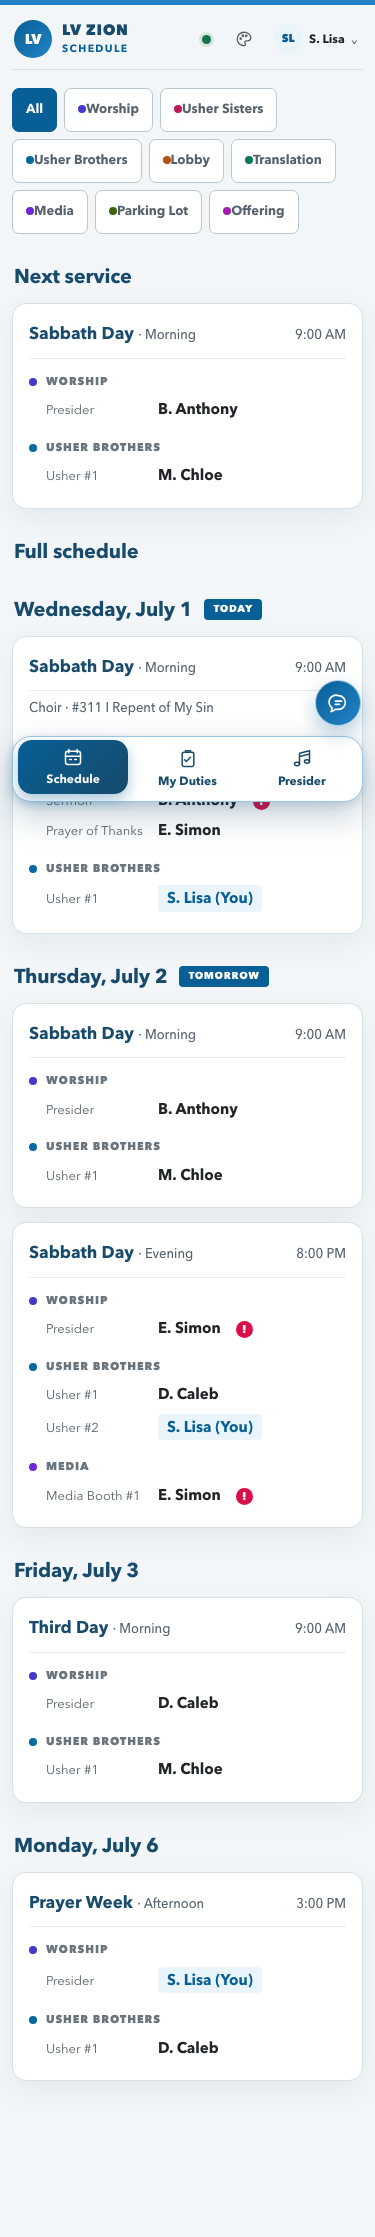 LV
LV ZION
SCHEDULE
SL
S. Lisa
All
Worship
Usher Sisters
Usher Brothers
Lobby
Translation
Media
Parking Lot
Offering
Next service
Sabbath Day · Morning 9:00 AM
WORSHIP
Presider B. Anthony
USHER BROTHERS
Usher #1 M. Chloe
Full schedule
Wednesday, July 1 TODAY
Sabbath Day · Morning 9:00 AM
Choir · #311 I Repent of My Sin
Schedule
My Duties
Presider
Sermon B. Anthony !
Prayer of Thanks E. Simon
USHER BROTHERS
Usher #1 S. Lisa (You)
Thursday, July 2 TOMORROW
Sabbath Day · Morning 9:00 AM
WORSHIP
Presider B. Anthony
USHER BROTHERS
Usher #1 M. Chloe
Sabbath Day · Evening 8:00 PM
WORSHIP
Presider E. Simon !
USHER BROTHERS
Usher #1 D. Caleb
Usher #2 S. Lisa (You)
MEDIA
Media Booth #1 E. Simon !
Friday, July 3
Third Day · Morning 9:00 AM
WORSHIP
Presider D. Caleb
USHER BROTHERS
Usher #1 M. Chloe
Monday, July 6
Prayer Week · Afternoon 3:00 PM
WORSHIP
Presider S. Lisa (You)
USHER BROTHERS
Usher #1 D. Caleb